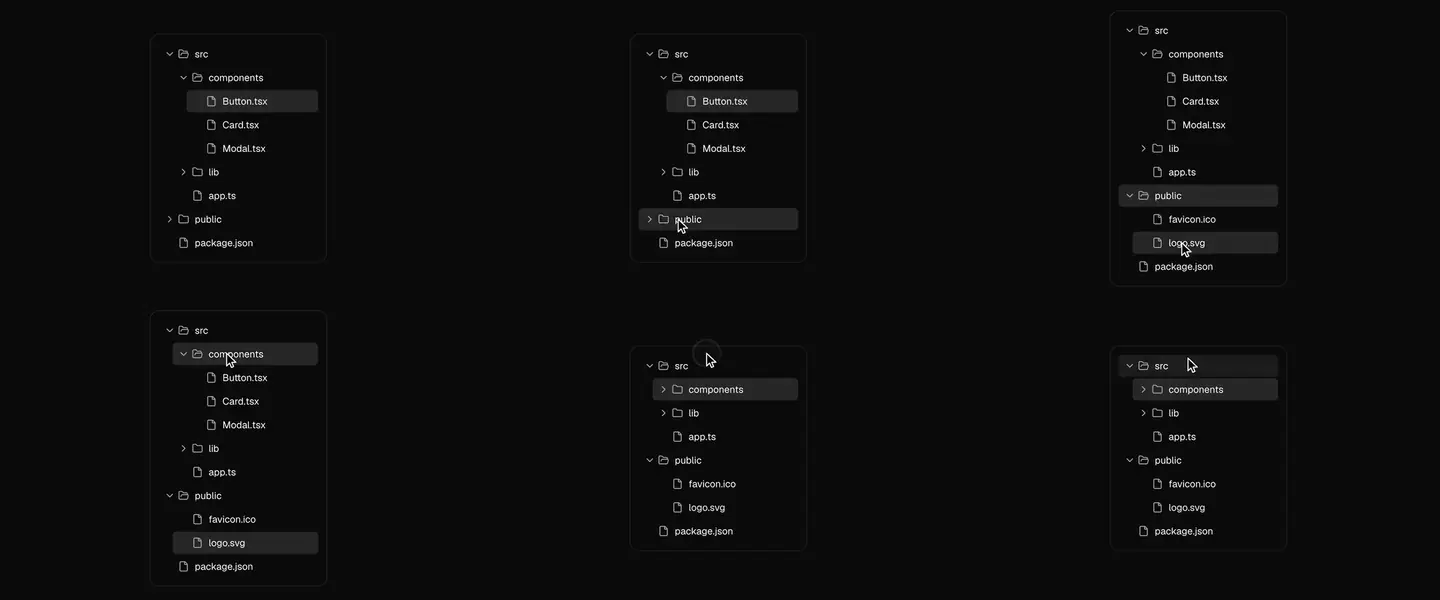 src
components
Button.tsx
Card.tsx
Modal.tsx
lib
app.ts
public
package.json
src
components
Button.tsx
Card.tsx
Modal.tsx
lib
app.ts
public
package.json
src
components
Button.tsx
Card.tsx
Modal.tsx
lib
app.ts
public
favicon.ico
logo.svg
package.json
src
components
Button.tsx
Card.tsx
Modal.tsx
lib
app.ts
public
favicon.ico
logo.svg
package.json
src
components
lib
app.ts
public
favicon.ico
logo.svg
package.json
src
components
lib
app.ts
public
favicon.ico
logo.svg
package.json